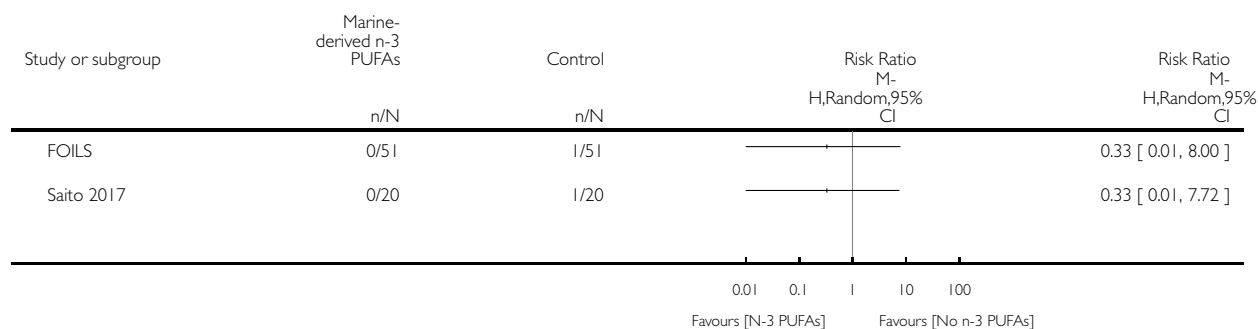 Study or subgroup
Marine-
derived n-3
PUFAs
Control
Risk Ratio
M-
H,Random,95%
CI
Risk Ratio
M-
H,Random,95%
CI
n/N
n/N
FOILS 0/51 1/51 0.33 [ 0.01, 8.00 ]
Saito 2017 0/20 1/20 0.33 [ 0.01, 7.72 ]
0.01 0.1 1 10 100
Favours [N-3 PUFAs] Favours [No n-3 PUFAs]